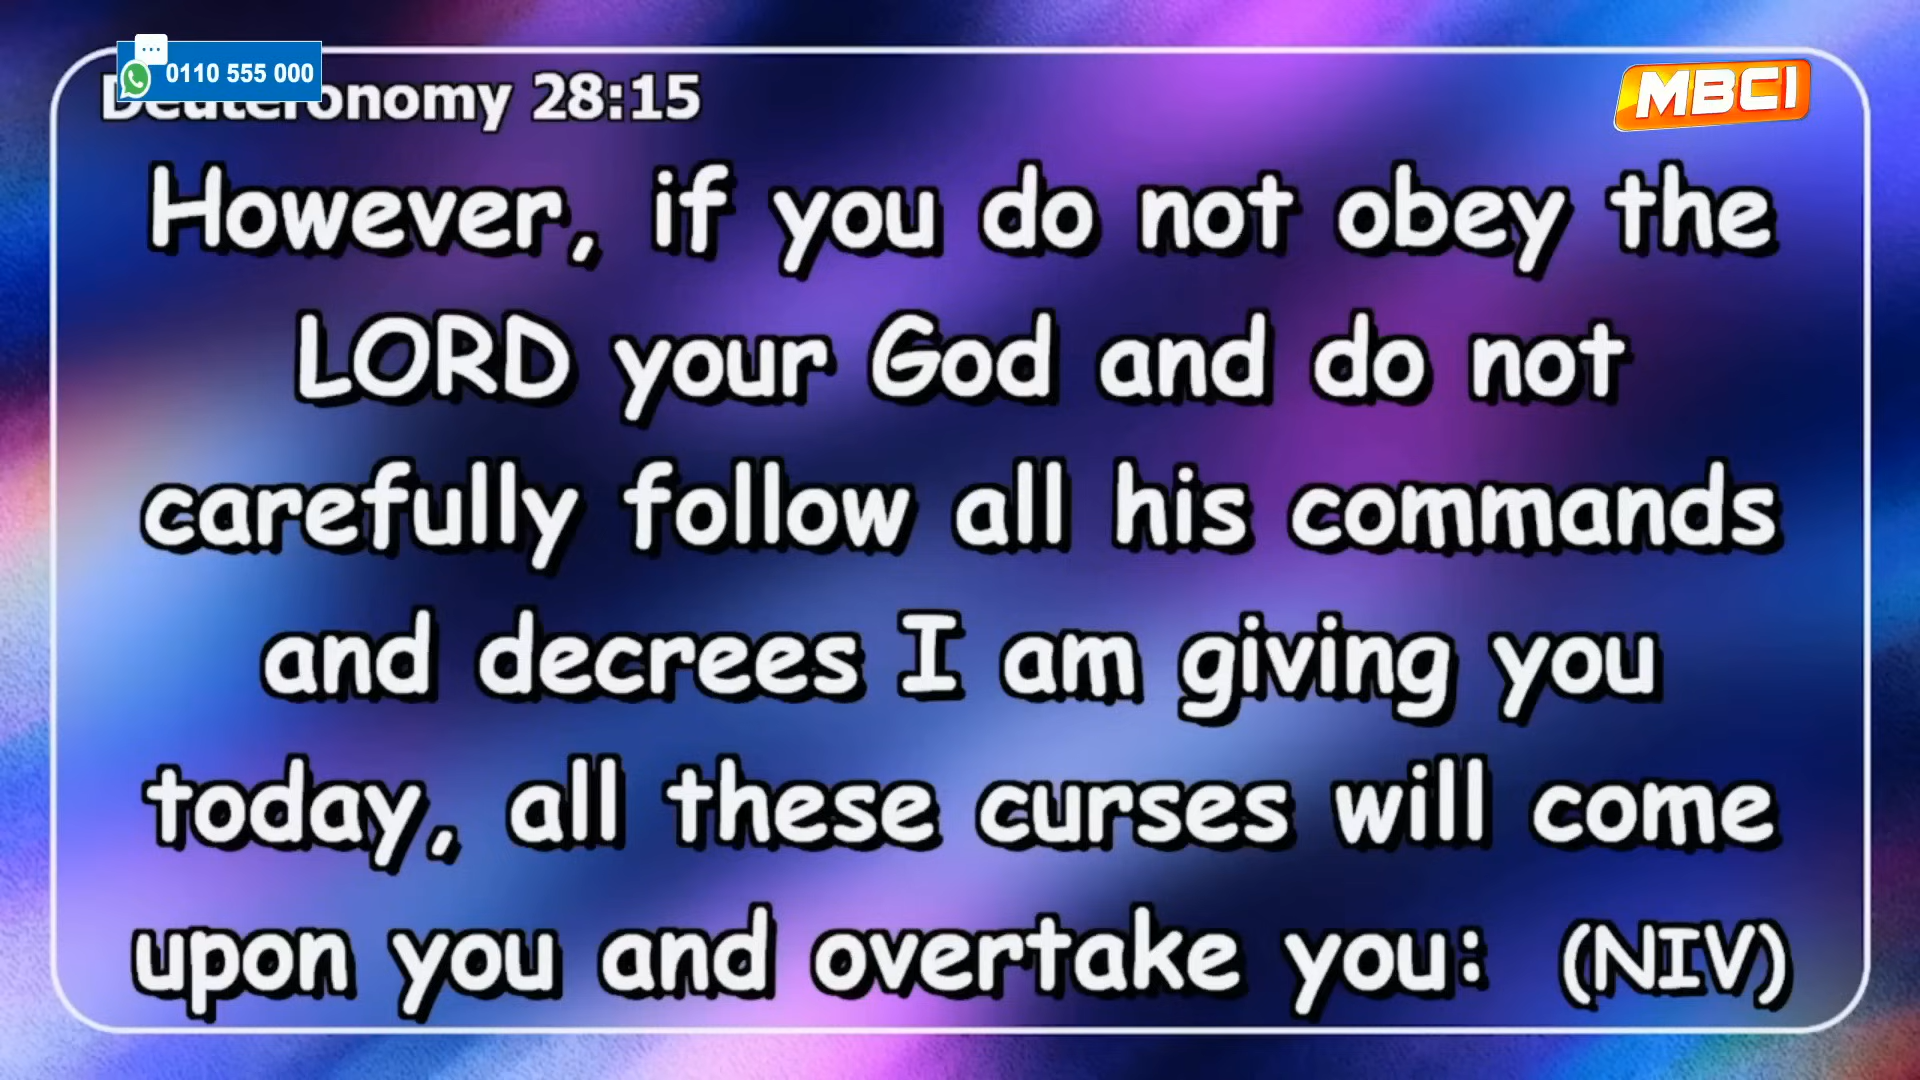 0110 555 000
Deuteronomy 28:15
MBCI
However, if you do not obey the
LORD your God and do not
carefully follow all his commands
and decrees I am giving you
today, all these curses will come
upon you and overtake you: (NIV)